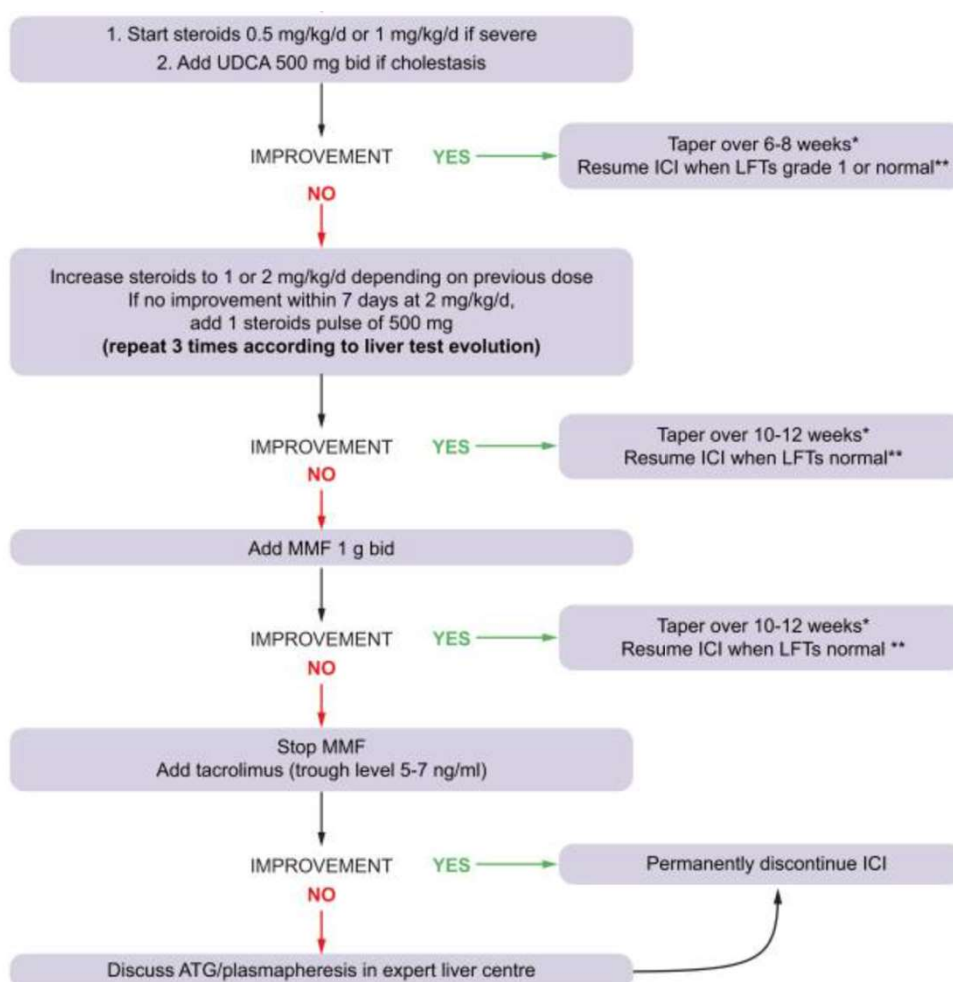 1. Start steroids 0.5 mg/kg/d or 1 mg/kg/d if severe
2. Add UDCA 500 mg bid if cholestasis
IMPROVEMENT YES
Taper over 6-8 weeks*
Resume ICI when LFTs grade 1 or normal**
NO
Increase steroids to 1 or 2 mg/kg/d depending on previous dose
If no improvement within 7 days at 2 mg/kg/d,
add 1 steroids pulse of 500 mg
(repeat 3 times according to liver test evolution)
IMPROVEMENT YES
Taper over 10-12 weeks*
Resume ICI when LFTs normal**
NO
Add MMF 1 g bid
IMPROVEMENT YES
Taper over 10-12 weeks*
Resume ICI when LFTs normal **
NO
Stop MMF
Add tacrolimus (trough level 5-7 ng/ml)
IMPROVEMENT YES
Permanently discontinue ICI
NO
Discuss ATG/plasmapheresis in expert liver centre